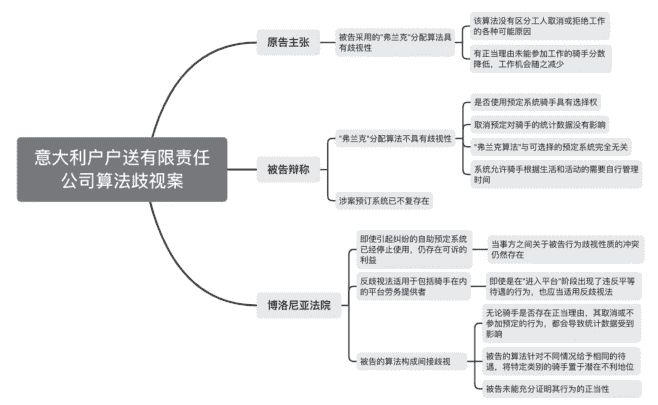 意大利户户送有限责任
公司算法歧视案
原告主张
被告采用的“弗兰克”分配算法具
有歧视性
该算法没有区分工人取消或拒绝工作
的各种可能原因
有正当理由未能参加工作的骑手分数
降低，工作机会随之减少
被告辩称
“弗兰克”分配算法不具有歧视性
是否使用预定系统骑手具有选择权
取消预定对骑手的统计数据没有影响
“弗兰克算法”与可选择的预定系统完全无关
系统允许骑手根据生活和活动的需要自行管理
时间
涉案预订系统已不复存在
博洛尼亚法院
即使引起纠纷的自助预定系统
已经停止使用，仍存在可诉的
利益
当事方之间关于被告行为歧视性质的冲突
仍然存在
反歧视法适用于包括骑手在内
的平台劳务提供者
即使是在“进入平台”阶段出现了违反平等
待遇的行为，也应当适用反歧视法
被告的算法构成间接歧视
无论骑手是否存在正当理由，其取消或不
参加预定的行为，都会导致统计数据受到
影响
被告的算法针对不同情况给予相同的待
遇，将特定类别的骑手置于潜在不利地位
被告未能充分证明其行为的正当性